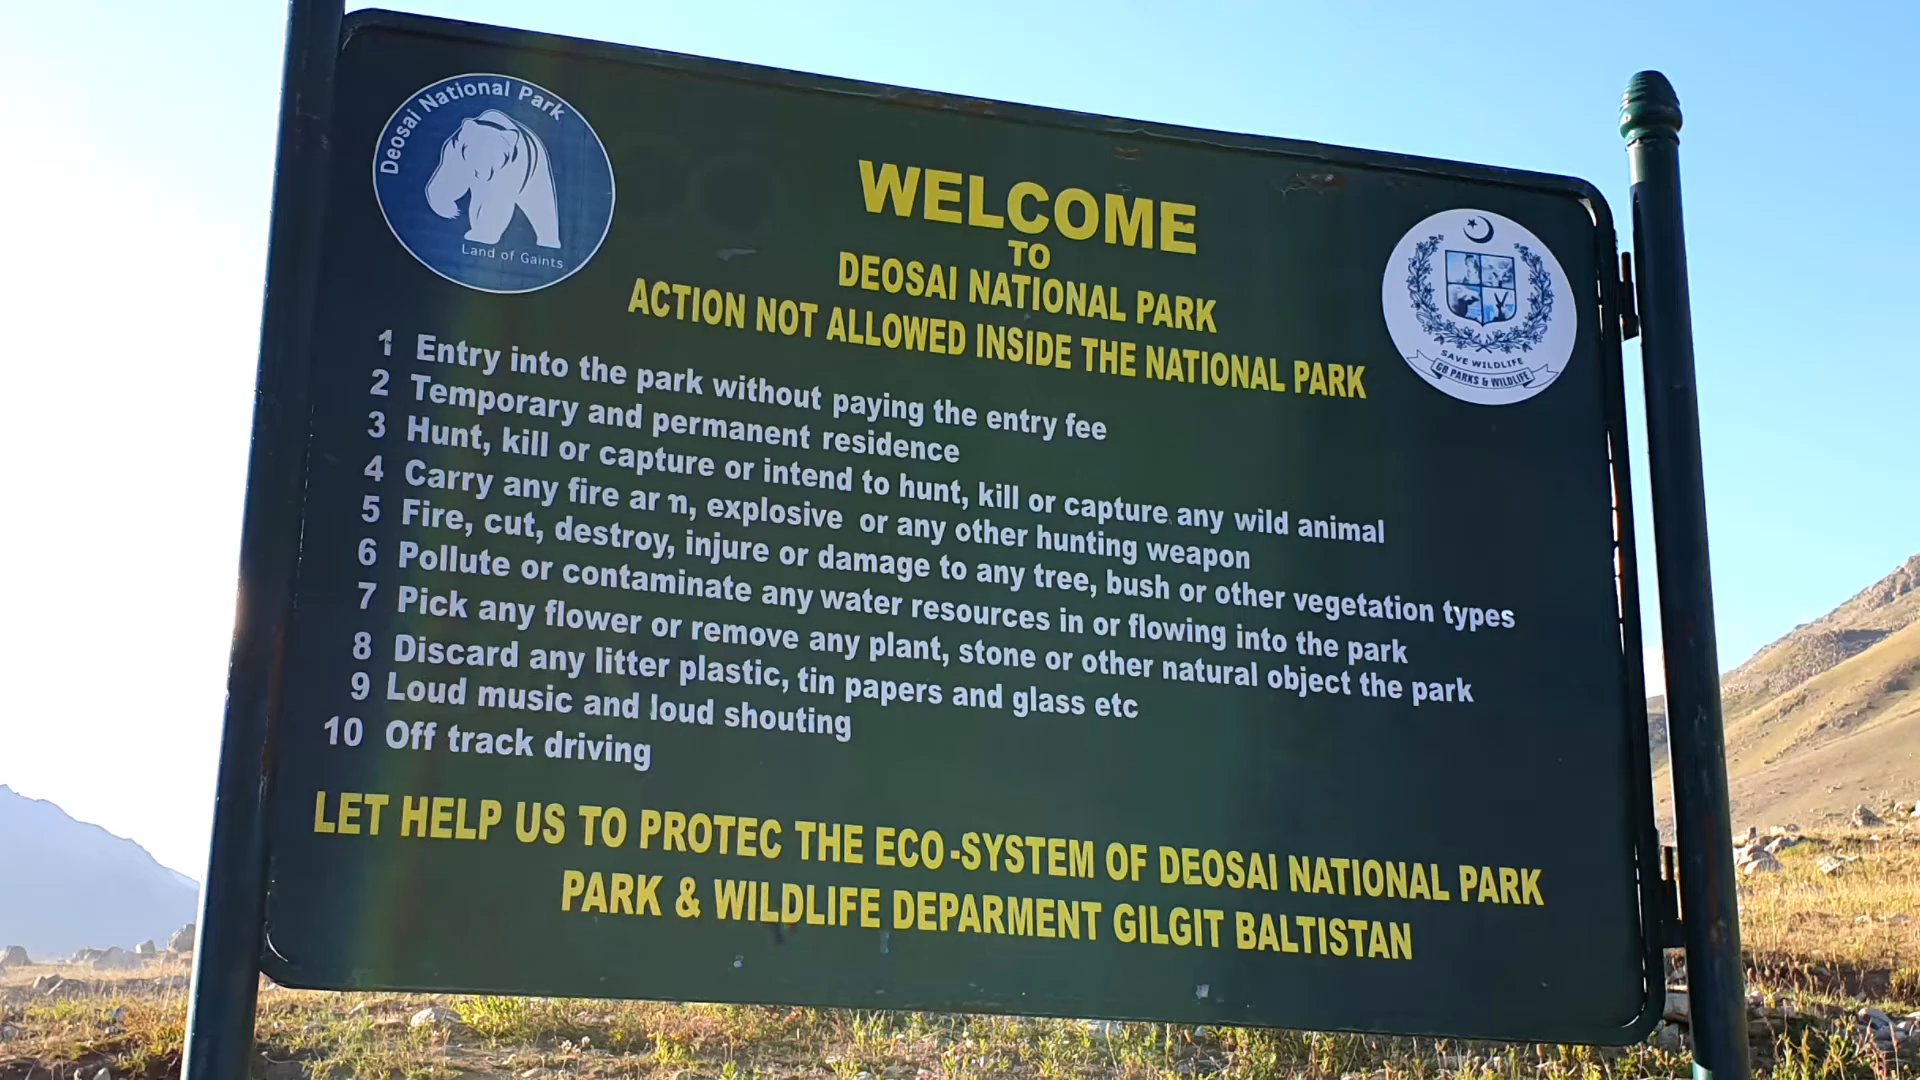 Deosai National Park
Land of Gaints
WELCOME
TO
DEOSAI NATIONAL PARK
ACTION NOT ALLOWED INSIDE THE NATIONAL PARK
SAVE WILDLIFE
GB PARKS & WILDLIFE
1 Entry into the park without paying the entry fee
2 Temporary and permanent residence
3 Hunt, kill or capture or intend to hunt, kill or capture any wild animal
4 Carry any fire arm, explosive or any other hunting weapon
5 Fire, cut, destroy, injure or damage to any tree, bush or other vegetation types
6 Pollute or contaminate any water resources in or flowing into the park
7 Pick any flower or remove any plant, stone or other natural object the park
8 Discard any litter plastic, tin papers and glass etc
9 Loud music and loud shouting
10 Off track driving
LET HELP US TO PROTEC THE ECO-SYSTEM OF DEOSAI NATIONAL PARK
PARK & WILDLIFE DEPARMENT GILGIT BALTISTAN